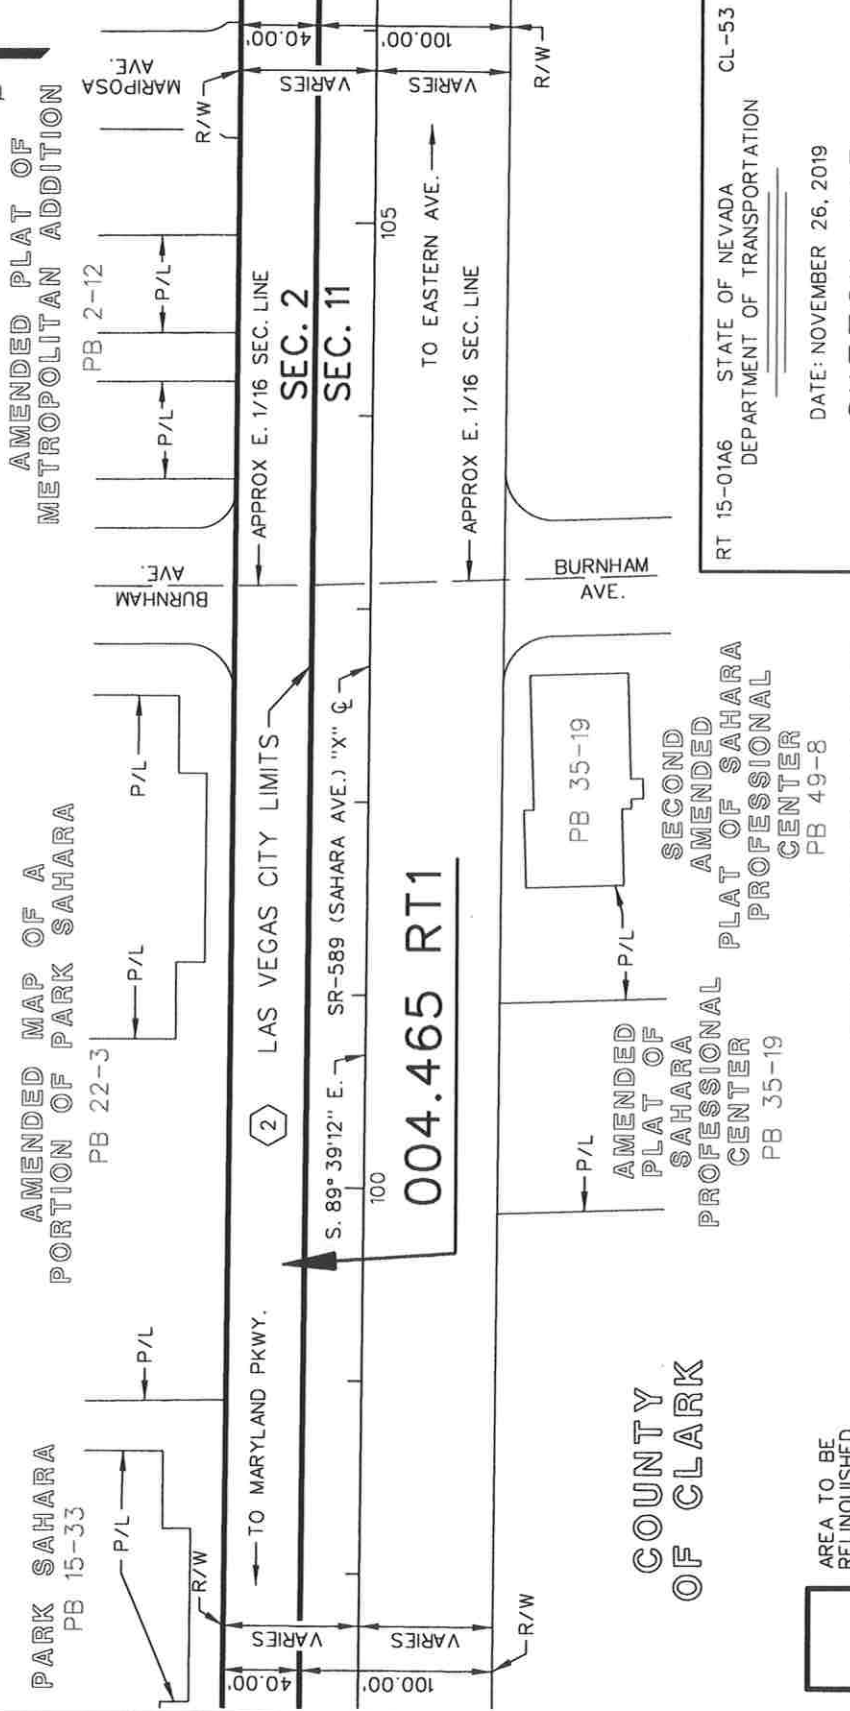 AMENDED PLAT OF
METROPOLITAN ADDITION
PB 2-12
AMENDED MAP OF A
PORTION OF PARK SAHARA
PB 22-3
PARK SAHARA
PB 15-33
MARIPOSA
AVE.
BURNHAM
AVE.
P/L
P/L
P/L
P/L
P/L
P/L
R/W
R/W
40.00'
VARIES
VARIES
100.00'
R/W
APPROX E. 1/16 SEC. LINE
SEC. 2
SEC. 11
105
TO EASTERN AVE.
APPROX E. 1/16 SEC. LINE
BURNHAM
AVE.
LAS VEGAS CITY LIMITS
2
S. 89° 39'12" E.
SR-589 (SAHARA AVE.) "X" ℄
100
004.465 RT1
TO MARYLAND PKWY.
40.00'
VARIES
VARIES
100.00'
R/W
PB 35-19
P/L
P/L
SECOND
AMENDED
PLAT OF SAHARA
PROFESSIONAL
CENTER
PB 49-8
AMENDED
PLAT OF
SAHARA
PROFESSIONAL
CENTER
PB 35-19
COUNTY
OF CLARK
RT 15-01A6
STATE OF NEVADA
CL-53
DEPARTMENT OF TRANSPORTATION
DATE: NOVEMBER 26, 2019
AREA TO BE
RELINQUISHED